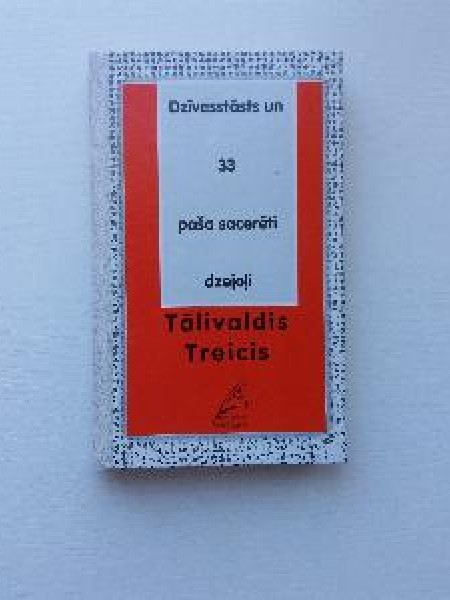 Dzīvesstāsts un
33
paša sacerēti
dzejoļi
Tālivaldis
Treicis